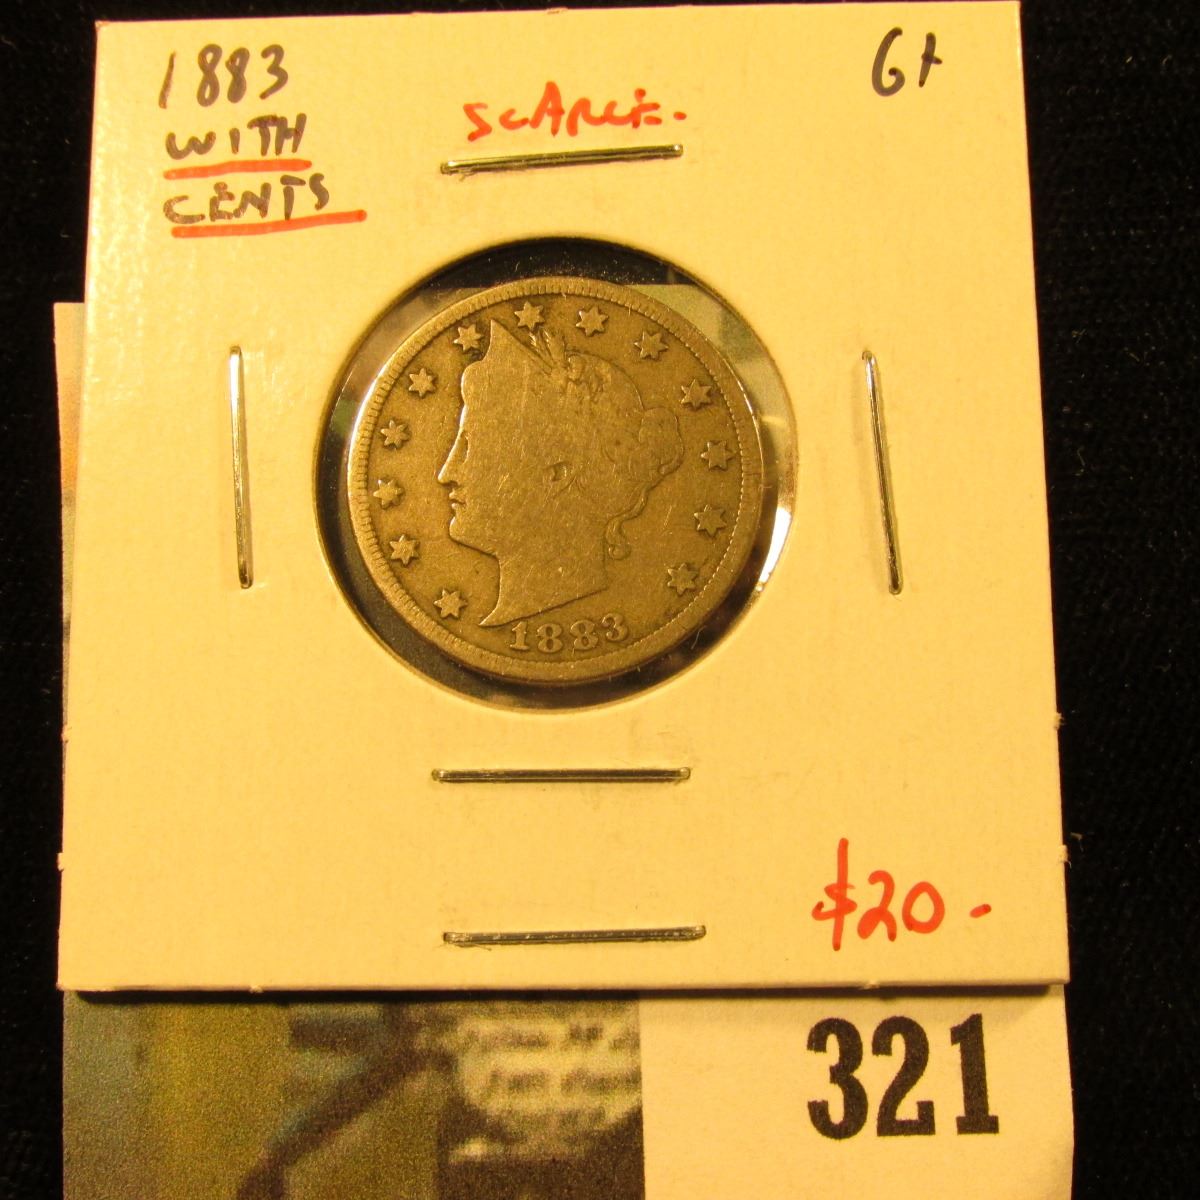 1883
WITH
CENTS
SCARCE.
G+
1883
$20-
321